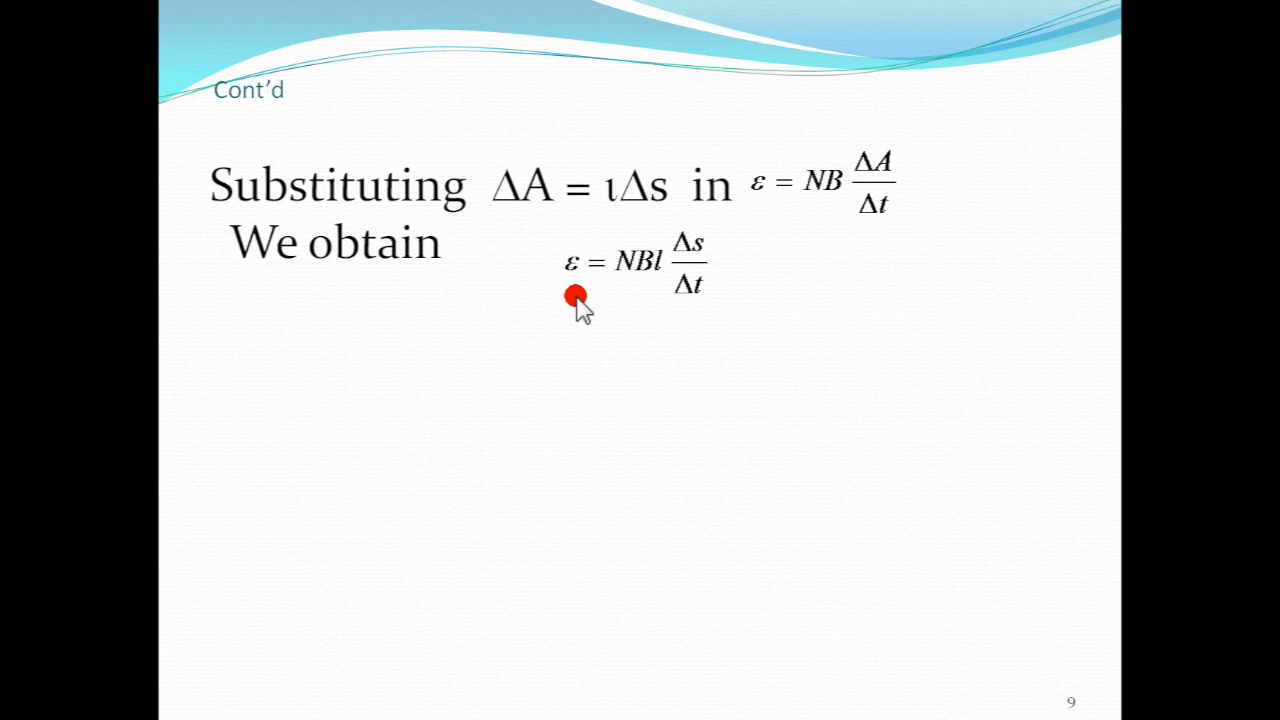 Cont’d
Substituting ΔA = ιΔs in ε = NB ΔA/Δt
We obtain
ε = NBl Δs/Δt
9